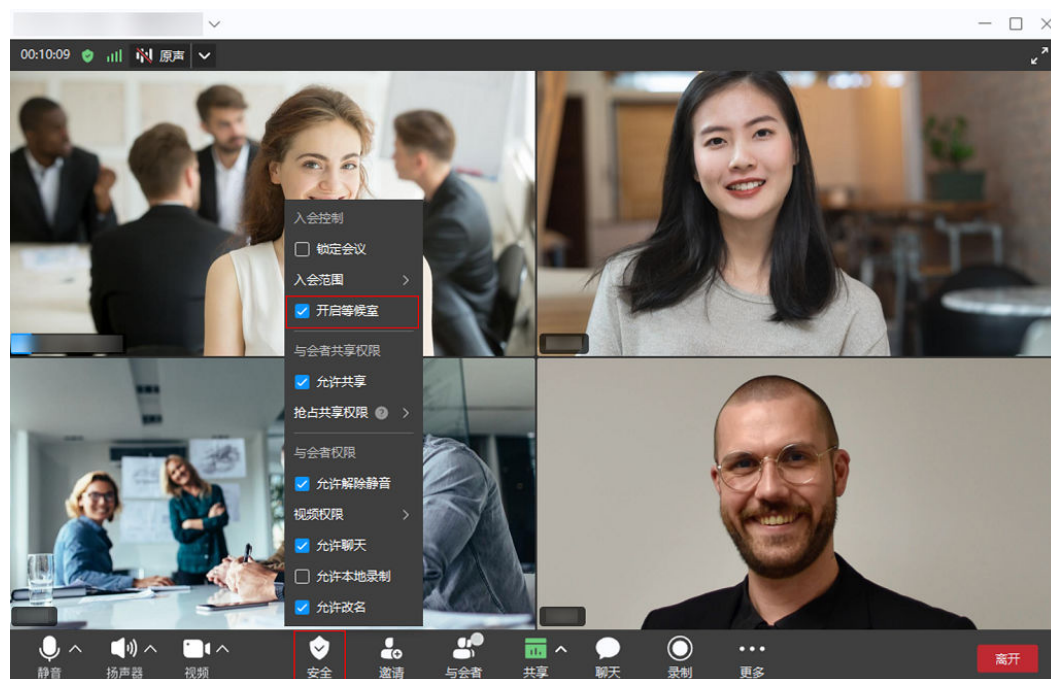 00:10:09 原声
入会控制
锁定会议
入会范围
开启等候室
与会者共享权限
允许共享
抢占共享权限 ?
与会者权限
允许解除静音
视频权限
允许聊天
允许本地录制
允许改名
静音 扬声器 视频 安全 邀请 与会者 共享 聊天 录制 更多 离开